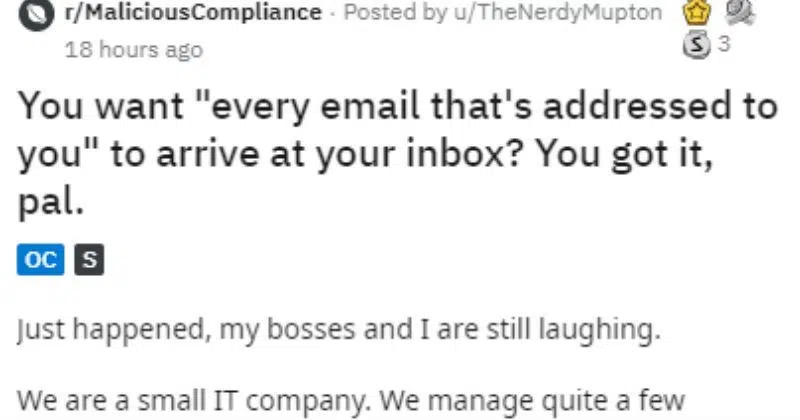 r/MaliciousCompliance · Posted by u/TheNerdyMupton
18 hours ago
S 3
You want "every email that's addressed to
you" to arrive at your inbox? You got it,
pal.
OC S
Just happened, my bosses and I are still laughing.
We are a small IT company. We manage quite a few